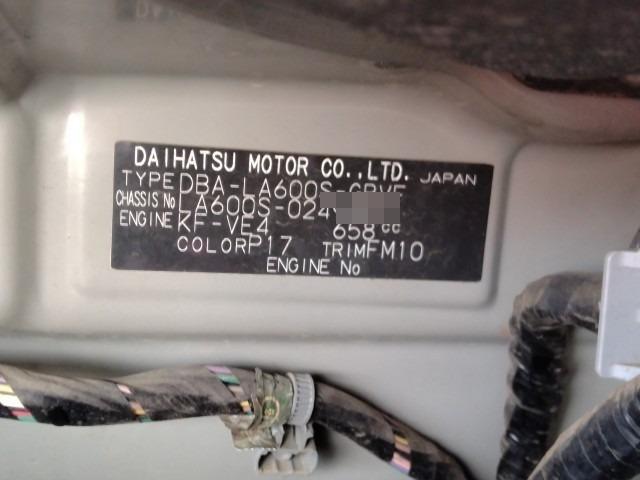 DAIHATSU MOTOR CO.,LTD. JAPAN
TYPE DBA-LA600S-GBVF
CHASSIS No LA600S-024
ENGINE KF-VE4 658cc
COLOR P17 TRIM FM10
ENGINE No